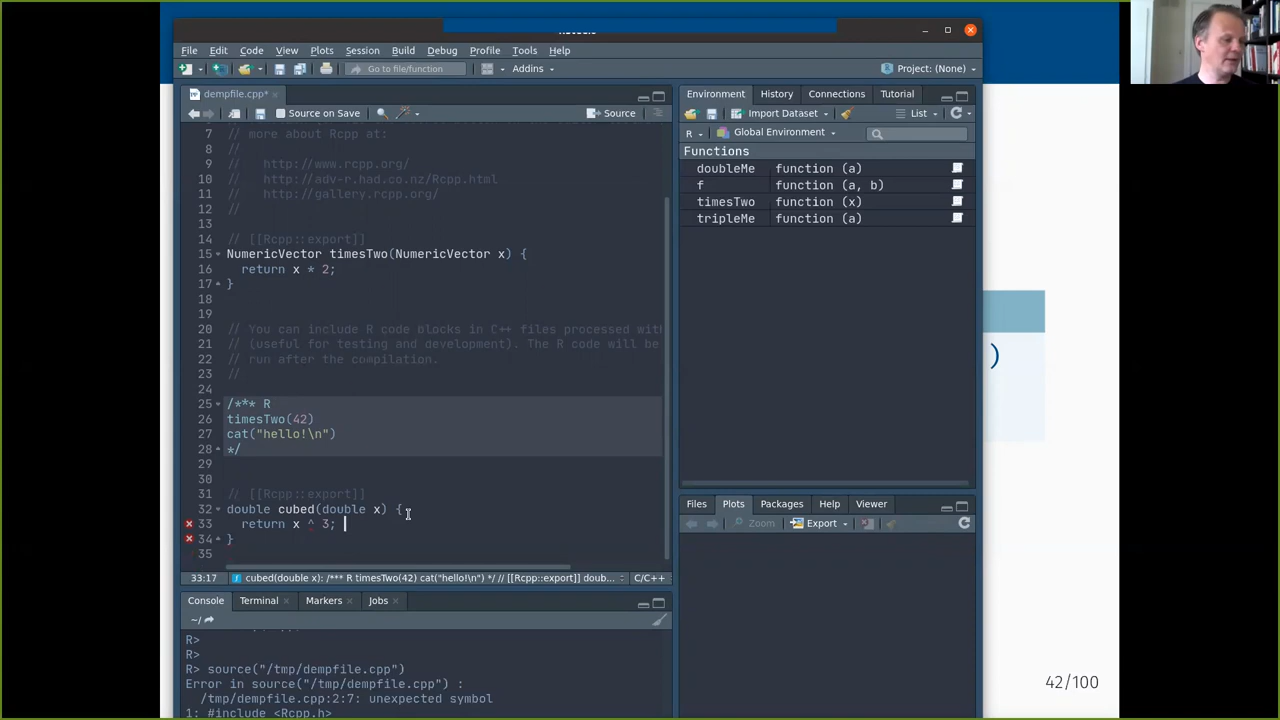 File Edit Code View Plots Session Build Debug Profile Tools Help
Go to file/function Addins Project: (None)
dempfile.cpp*
Source on Save Source
7 // more about Rcpp at:
8 //
9 // http://www.rcpp.org/
10 // http://adv-r.had.co.nz/Rcpp.html
11 // http://gallery.rcpp.org/
12 //
13
14 // [[Rcpp::export]]
15 NumericVector timesTwo(NumericVector x) {
16 return x * 2;
17 }
18
19
20 // You can include R code blocks in C++ files processed with
21 // (useful for testing and development). The R code will be
22 // run after the compilation.
23 //
24
25 /*** R
26 timesTwo(42)
27 cat("hello!\n")
28 */
29
30
31 // [[Rcpp::export]]
32 double cubed(double x) {
33 return x ^ 3;
34 }
35
33:17 cubed(double x): /*** R timesTwo(42) cat("hello!\n") */ // [[Rcpp::export]] doub... C/C++
Console Terminal Markers Jobs
~/
R>
R>
R> source("/tmp/dempfile.cpp")
Error in source("/tmp/dempfile.cpp") :
/tmp/dempfile.cpp:2:7: unexpected symbol
1: #include <Rcpp.h>
Environment History Connections Tutorial
Import Dataset List
R Global Environment
Functions
doubleMe function (a)
f function (a, b)
timesTwo function (x)
tripleMe function (a)
Files Plots Packages Help Viewer
Zoom Export
)
42/100